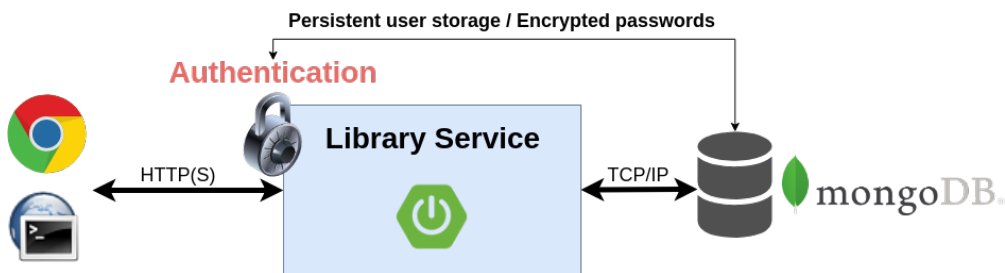 Persistent user storage / Encrypted passwords
Authentication
Library Service
HTTP(S)
TCP/IP
>_
mongoDB®